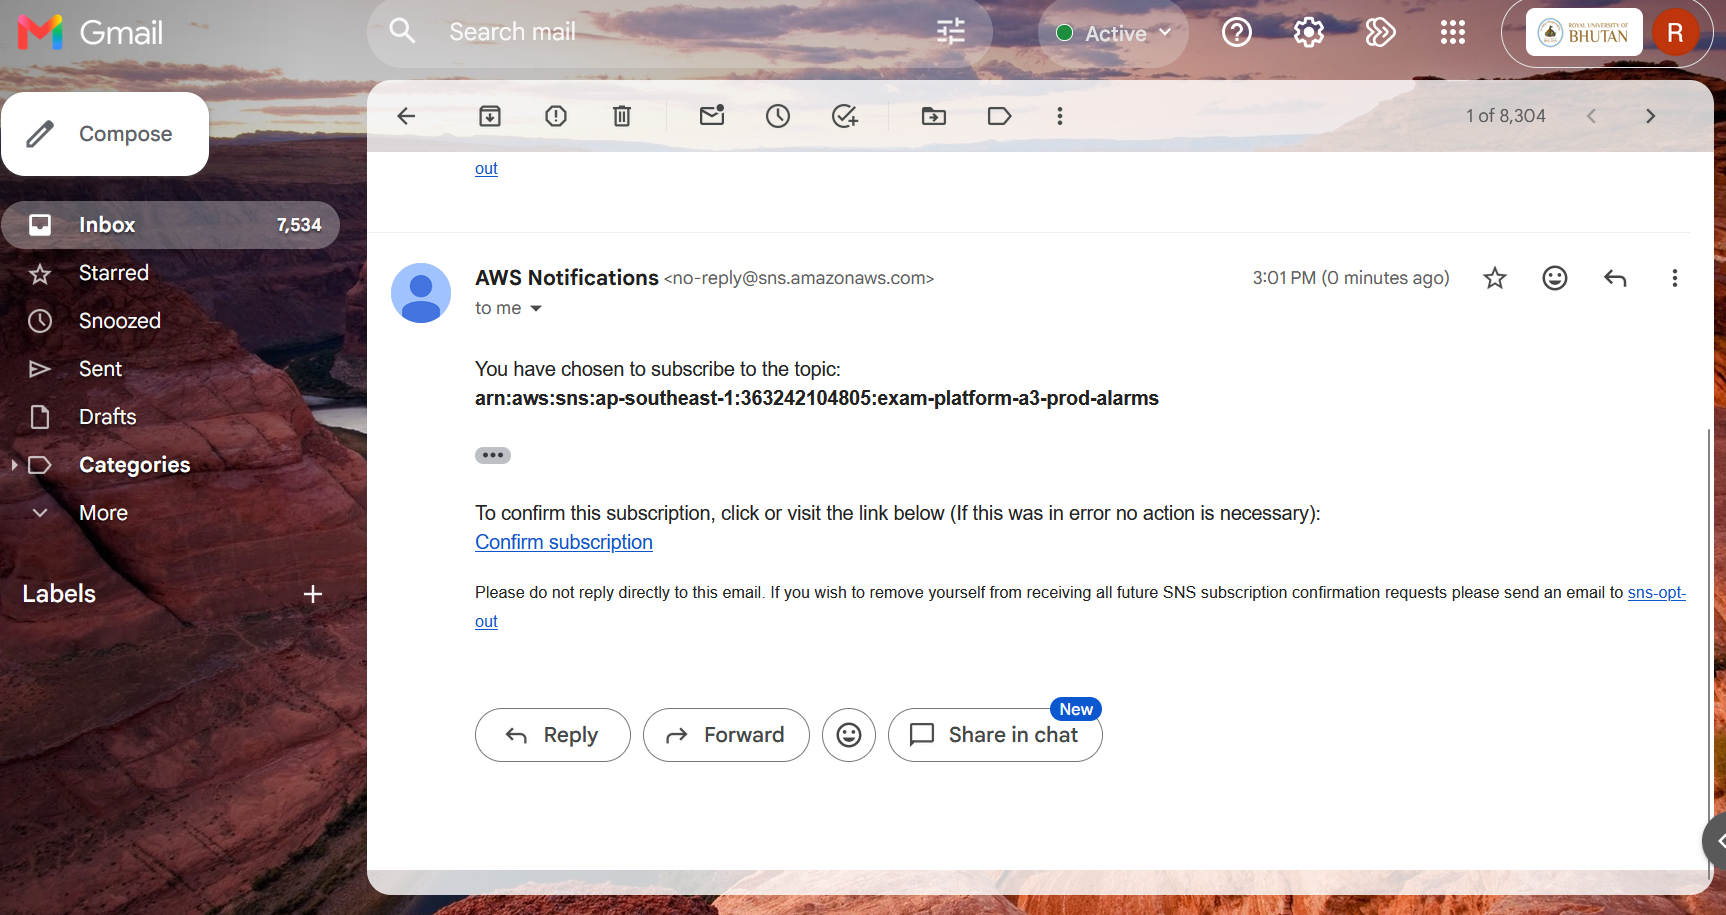 Gmail
Search mail
Active
ROYAL UNIVERSITY OF
BHUTAN
R
Compose
1 of 8,304
Inbox 7,534
Starred
Snoozed
Sent
Drafts
Categories
More
Labels
out
AWS Notifications <no-reply@sns.amazonaws.com>
3:01 PM (0 minutes ago)
to me
You have chosen to subscribe to the topic:
arn:aws:sns:ap-southeast-1:363242104805:exam-platform-a3-prod-alarms
To confirm this subscription, click or visit the link below (If this was in error no action is necessary):
Confirm subscription
Please do not reply directly to this email. If you wish to remove yourself from receiving all future SNS subscription confirmation requests please send an email to sns-opt-
out
Reply
Forward
Share in chat
New